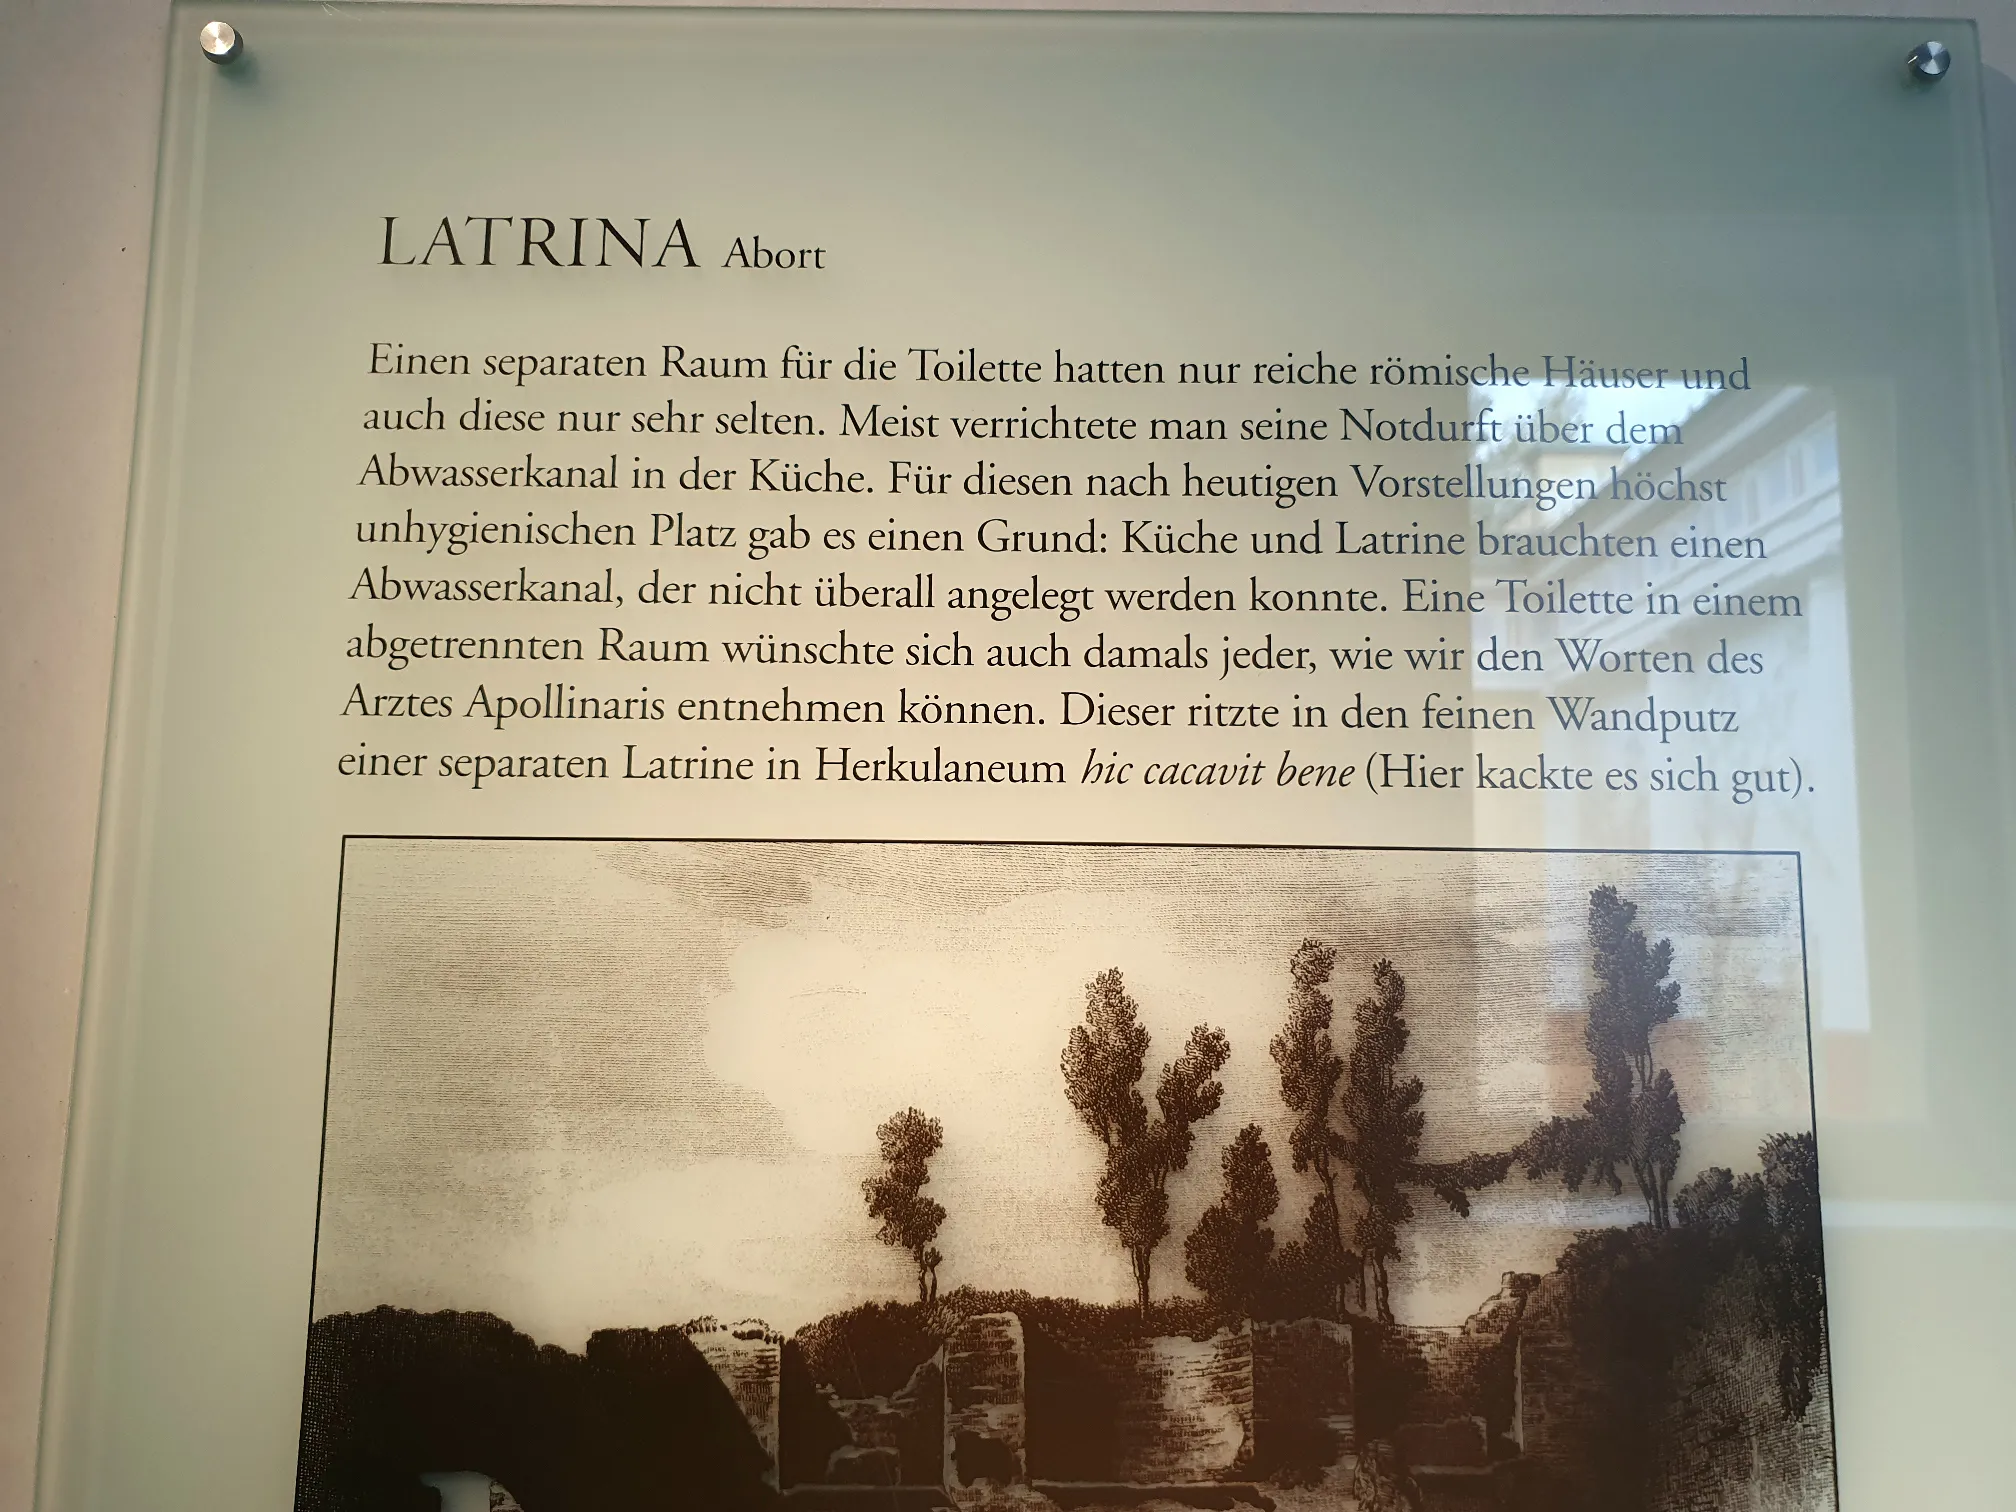 LATRINA Abort
Einen separaten Raum für die Toilette hatten nur reiche römische Häuser und
auch diese nur sehr selten. Meist verrichtete man seine Notdurft über dem
Abwasserkanal in der Küche. Für diesen nach heutigen Vorstellungen höchst
unhygienischen Platz gab es einen Grund: Küche und Latrine brauchten einen
Abwasserkanal, der nicht überall angelegt werden konnte. Eine Toilette in einem
abgetrennten Raum wünschte sich auch damals jeder, wie wir den Worten des
Arztes Apollinaris entnehmen können. Dieser ritzte in den feinen Wandputz
einer separaten Latrine in Herkulaneum hic cacavit bene (Hier kackte es sich gut).